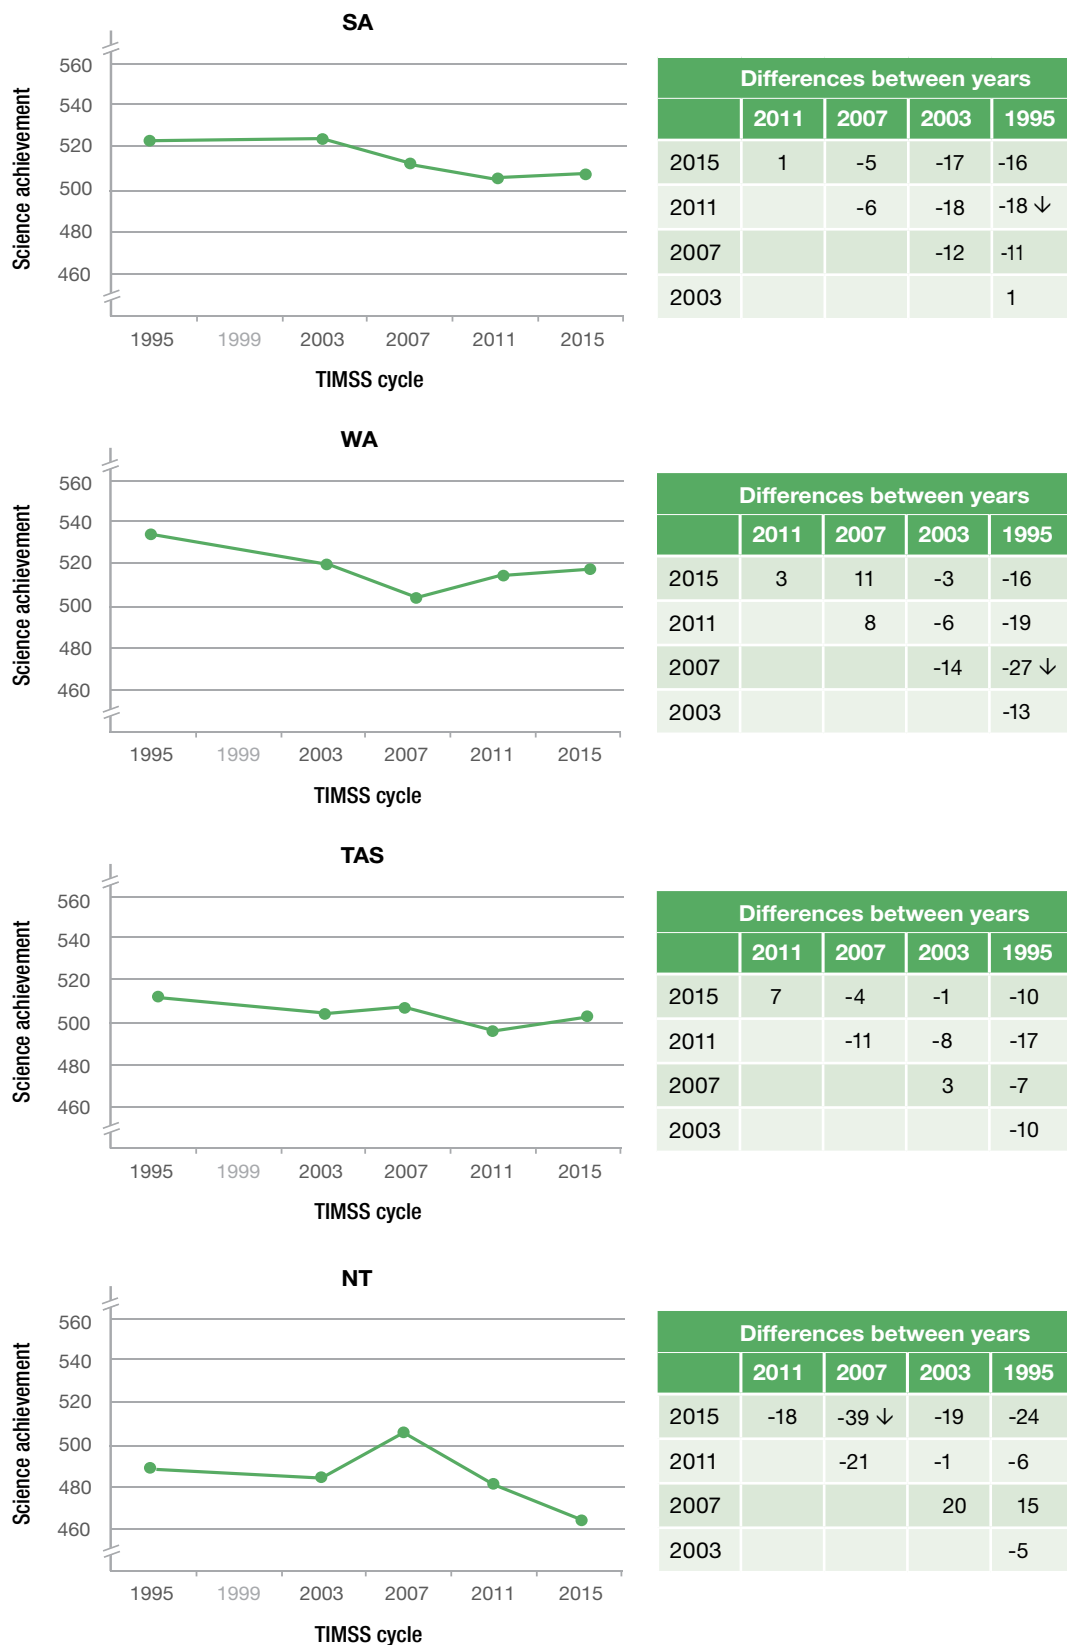 SA
Science achievement
560
540
520
500
480
460
1995 1999 2003 2007 2011 2015
TIMSS cycle
Differences between years
2011 2007 2003 1995
2015 1 -5 -17 -16
2011 -6 -18 -18 ↓
2007 -12 -11
2003 1
WA
Science achievement
560
540
520
500
480
460
1995 1999 2003 2007 2011 2015
TIMSS cycle
Differences between years
2011 2007 2003 1995
2015 3 11 -3 -16
2011 8 -6 -19
2007 -14 -27 ↓
2003 -13
TAS
Science achievement
560
540
520
500
480
460
1995 1999 2003 2007 2011 2015
TIMSS cycle
Differences between years
2011 2007 2003 1995
2015 7 -4 -1 -10
2011 -11 -8 -17
2007 3 -7
2003 -10
NT
Science achievement
560
540
520
500
480
460
1995 1999 2003 2007 2011 2015
TIMSS cycle
Differences between years
2011 2007 2003 1995
2015 -18 -39 ↓ -19 -24
2011 -21 -1 -6
2007 20 15
2003 -5